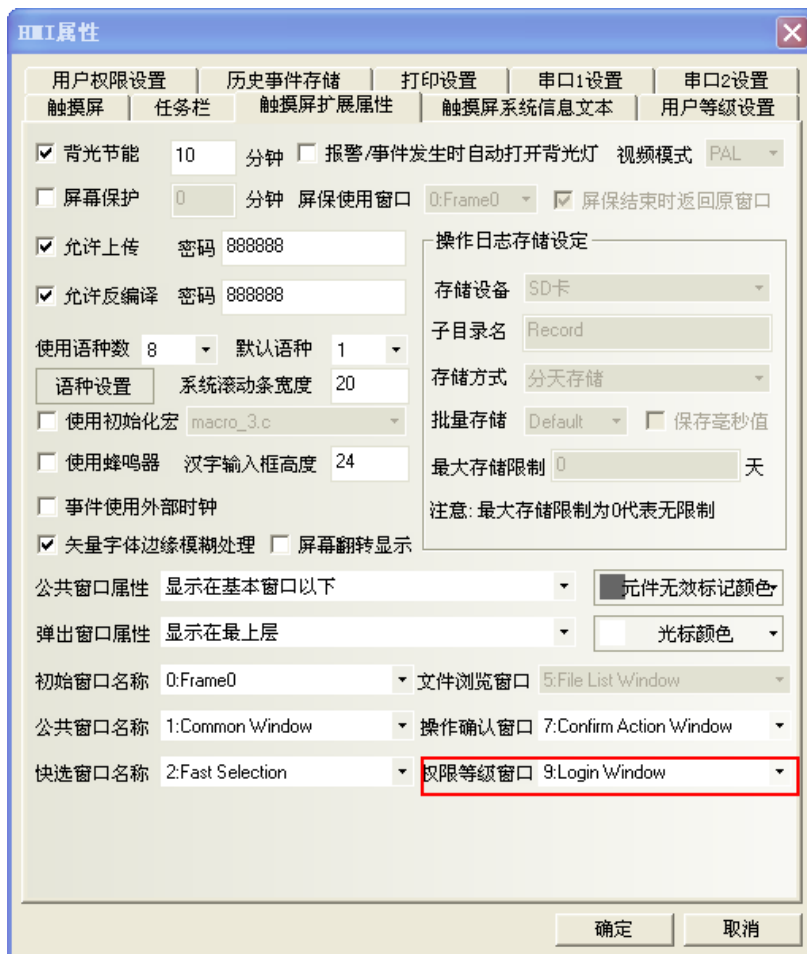 HMI属性
用户权限设置 历史事件存储 打印设置 串口1设置 串口2设置
触摸屏 任务栏 触摸屏扩展属性 触摸屏系统信息文本 用户等级设置
背光节能 10 分钟 报警/事件发生时自动打开背光灯 视频模式 PAL
屏幕保护 0 分钟 屏保使用窗口 0:Frame0 屏保结束时返回原窗口
允许上传 密码 888888
允许反编译 密码 888888
使用语种数 8 默认语种 1
语种设置 系统滚动条宽度 20
使用初始化宏 macro_3.c
使用蜂鸣器 汉字输入框高度 24
事件使用外部时钟
矢量字体边缘模糊处理 屏幕翻转显示
操作日志存储设定
存储设备 SD卡
子目录名 Record
存储方式 分天存储
批量存储 Default 保存毫秒值
最大存储限制 0 天
注意: 最大存储限制为0代表无限制
公共窗口属性 显示在基本窗口以下 元件无效标记颜色
弹出窗口属性 显示在最上层 光标颜色
初始窗口名称 0:Frame0 文件浏览窗口 5:File List Window
公共窗口名称 1:Common Window 操作确认窗口 7:Confirm Action Window
快选窗口名称 2:Fast Selection 权限等级窗口 9:Login Window
确定 取消